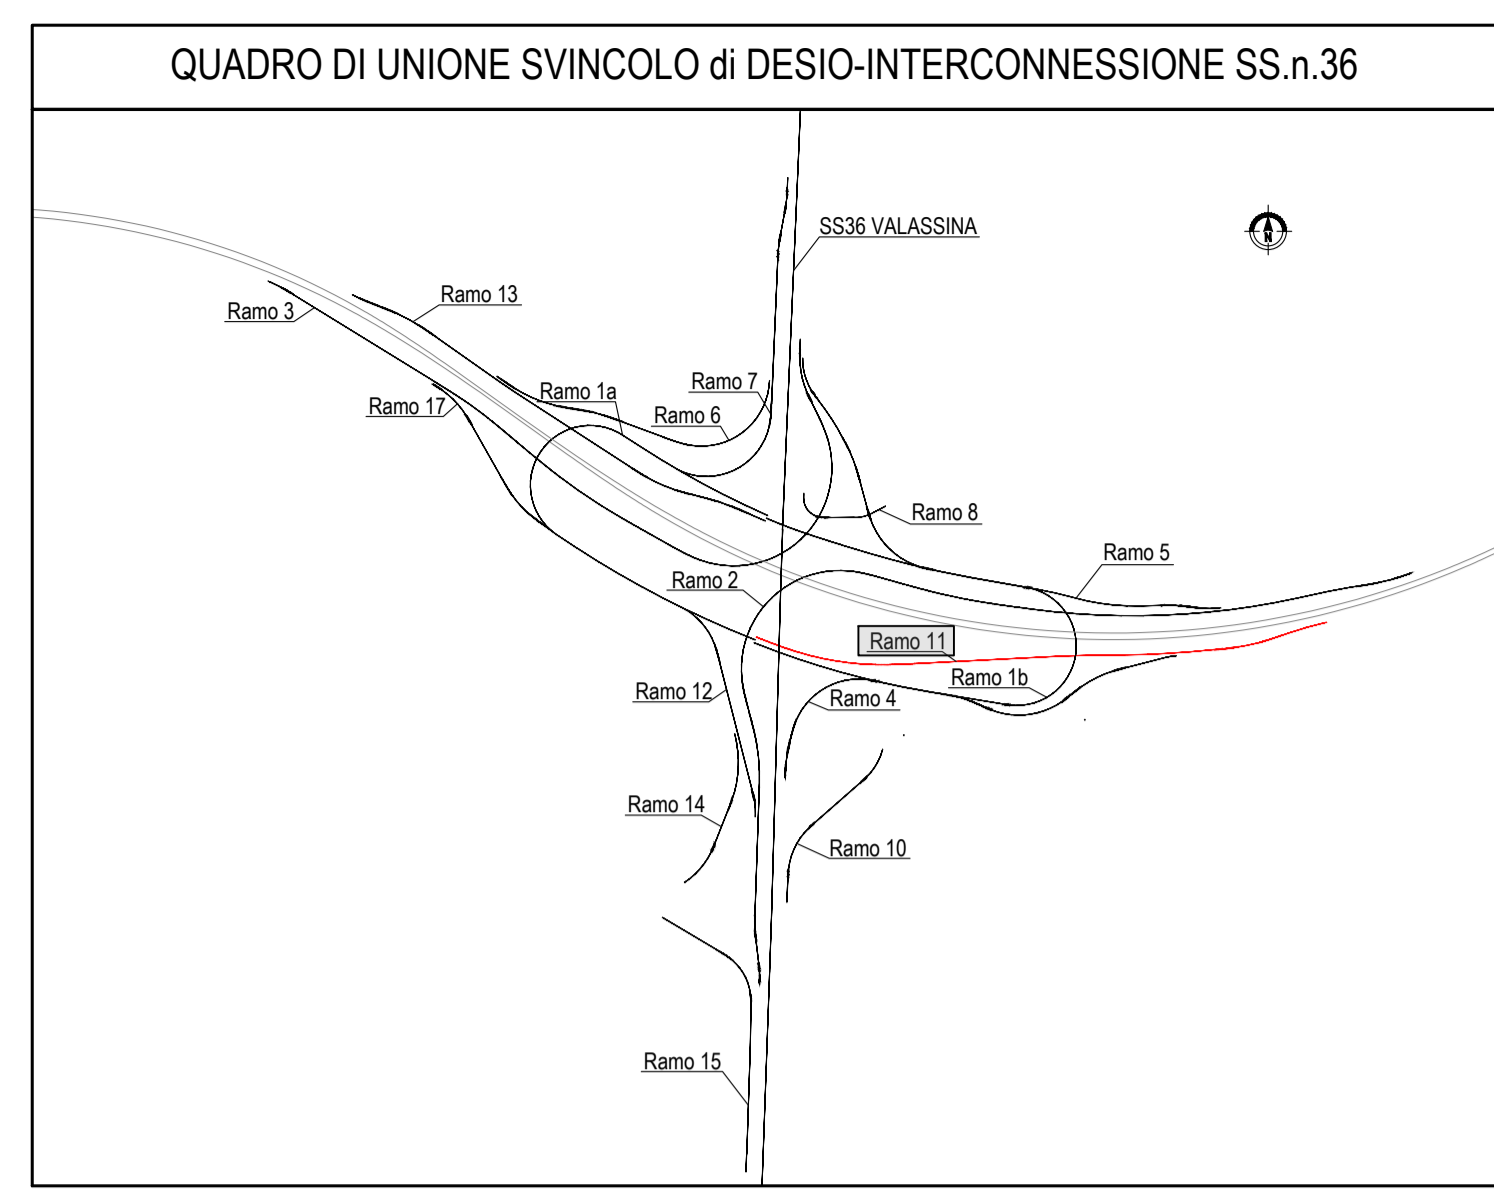 QUADRO DI UNIONE SVINCOLO di DESIO-INTERCONNESSIONE SS.n.36
SS36 VALASSINA
N
Ramo 13
Ramo 3
Ramo 7
Ramo 1a
Ramo 17
Ramo 6
Ramo 8
Ramo 5
Ramo 2
Ramo 11
Ramo 1b
Ramo 12
Ramo 4
Ramo 14
Ramo 10
Ramo 15